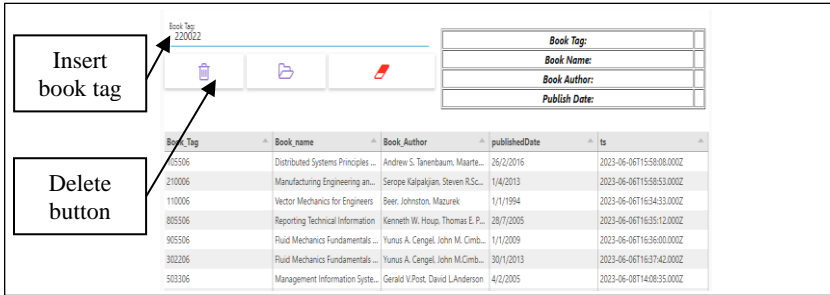 Insert
book tag
Delete
button
Book Tag:
220022
Book Tag:
Book Name:
Book Author:
Publish Date:
Book_Tag Book_name Book_Author publishedDate ts
105506 Distributed Systems Principles ... Andrew S. Tanenbaum, Maarte... 26/2/2016 2023-06-06T15:58:08.000Z
210006 Manufacturing Engineering an... Serope Kalpakjian, Steven R.Sc... 1/4/2013 2023-06-06T15:58:53.000Z
110006 Vector Mechanics for Engineers Beer, Johnston, Mazurek 1/1/1994 2023-06-06T16:34:33.000Z
805506 Reporting Technical Information Kenneth W. Houp, Thomas E. P... 28/7/2005 2023-06-06T16:35:12.000Z
905506 Fluid Mechanics Fundamentals ... Yunus A. Cengel, John M. Cimb... 1/1/2009 2023-06-06T16:36:00.000Z
302206 Fluid Mechanics Fundamentals ... Yunus A. Cengel, John M.Cimb... 30/1/2013 2023-06-06T16:37:42.000Z
503306 Management Information Syste... Gerald V.Post, David L.Anderson 4/2/2005 2023-06-08T14:08:35.000Z